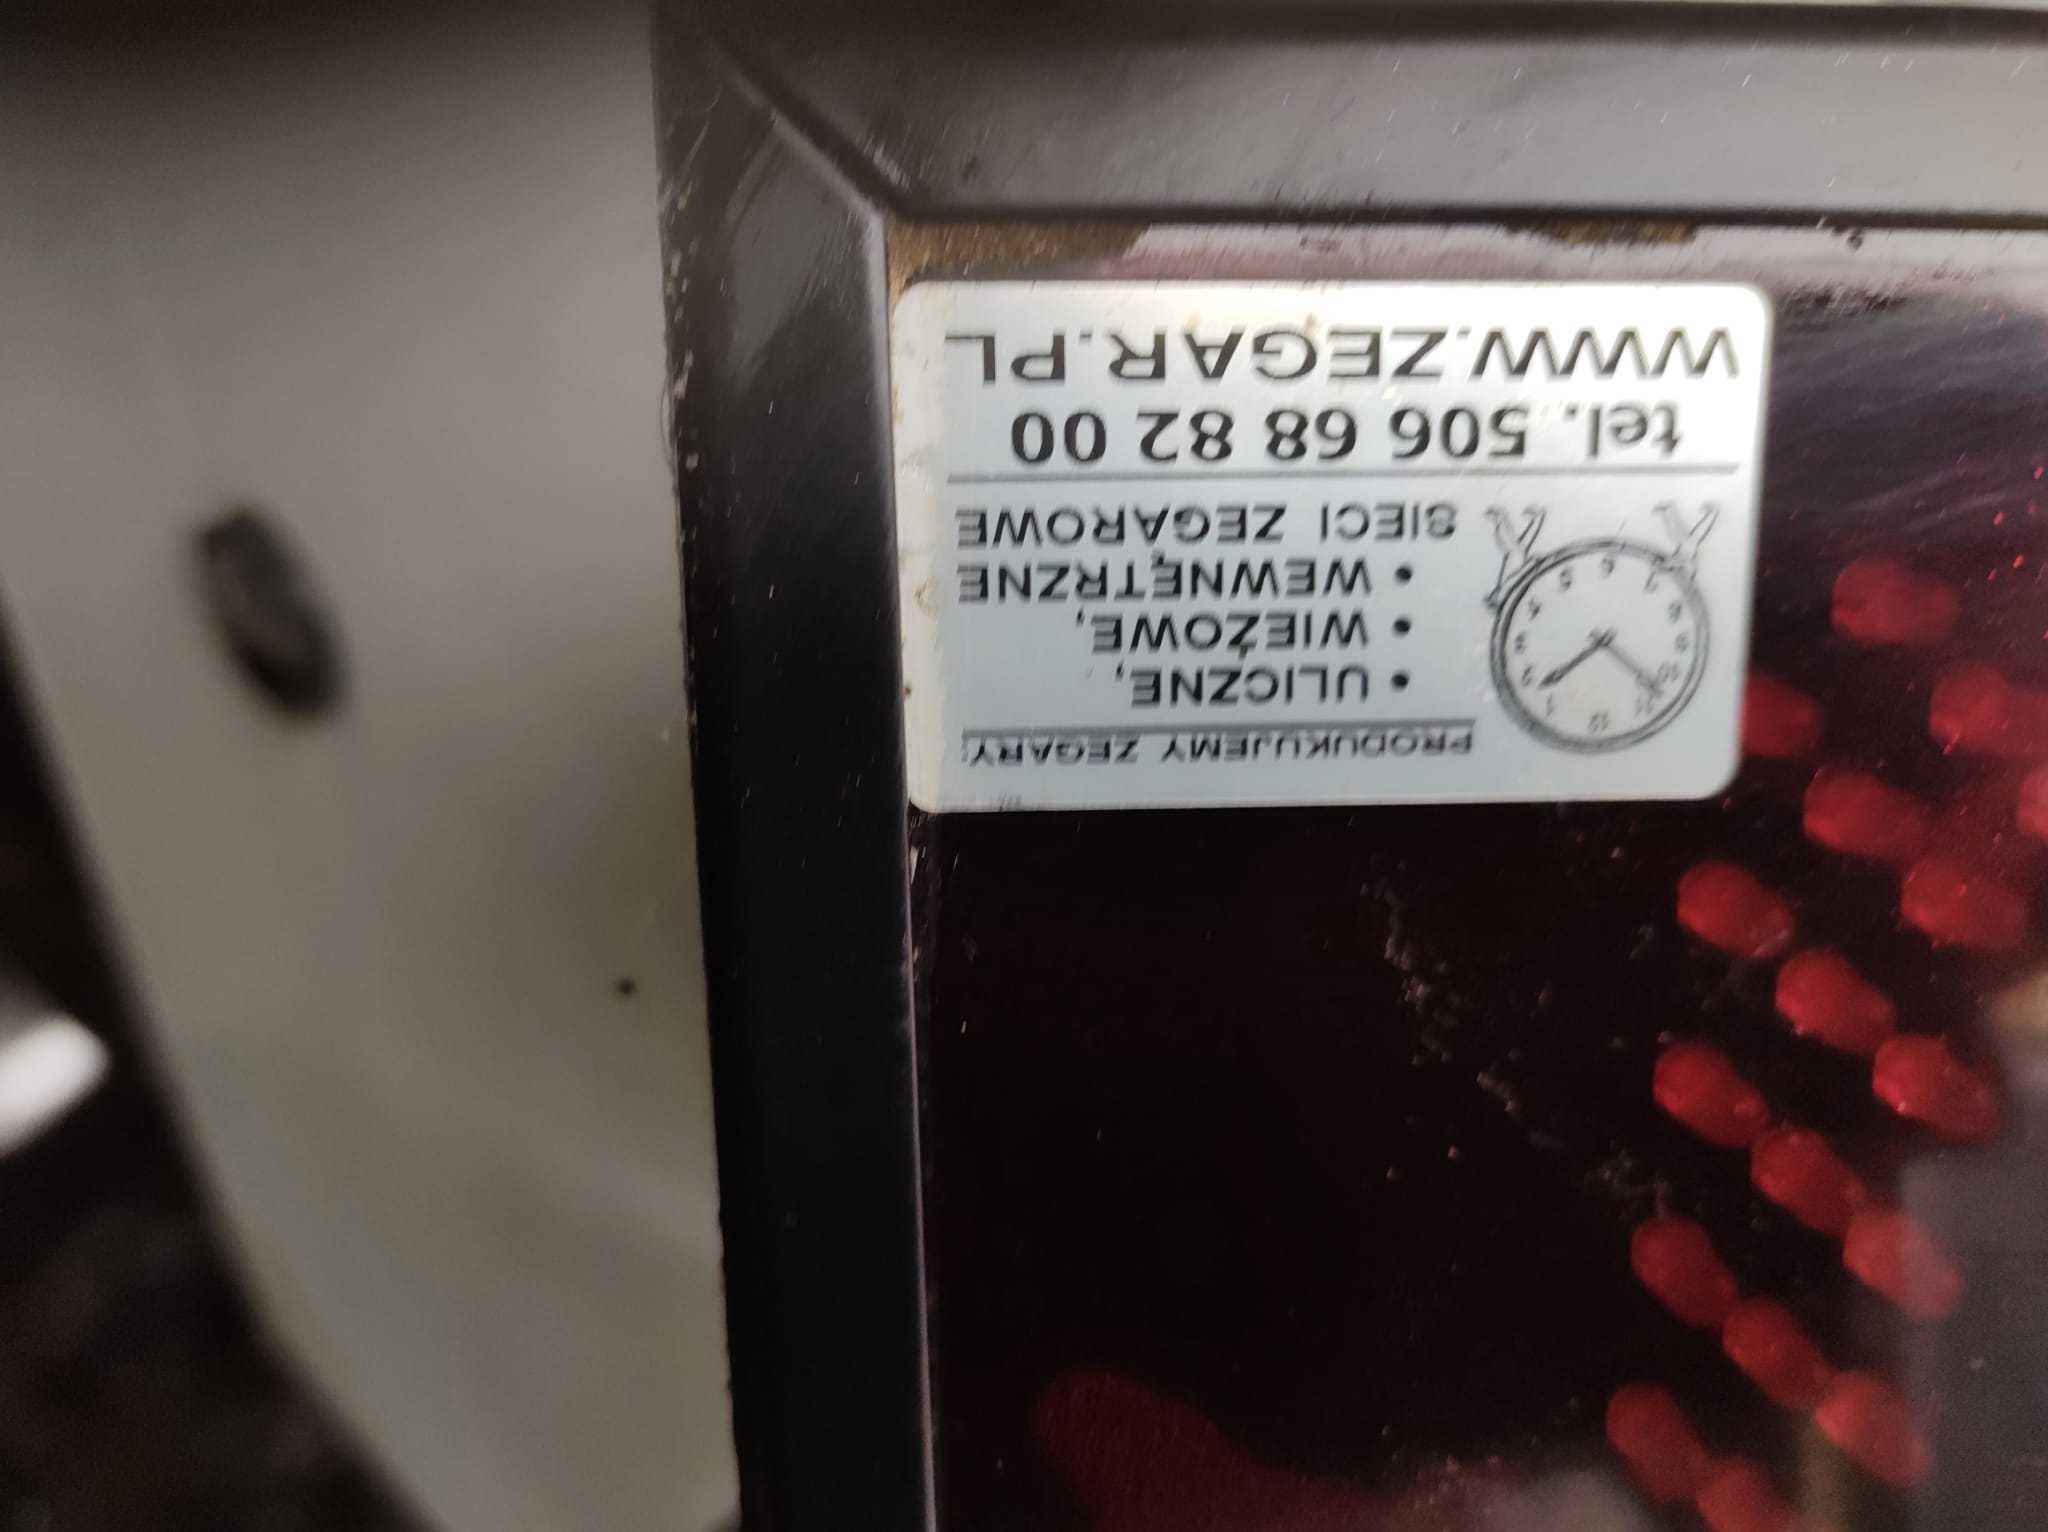 PRODUKUJEMY ZEGARY:
• ULICZNE,
• WIEŻOWE,
• WEWNĘTRZNE
SIECI ZEGAROWE
tel. 506 68 82 00
WWW.ZEGAR.PL